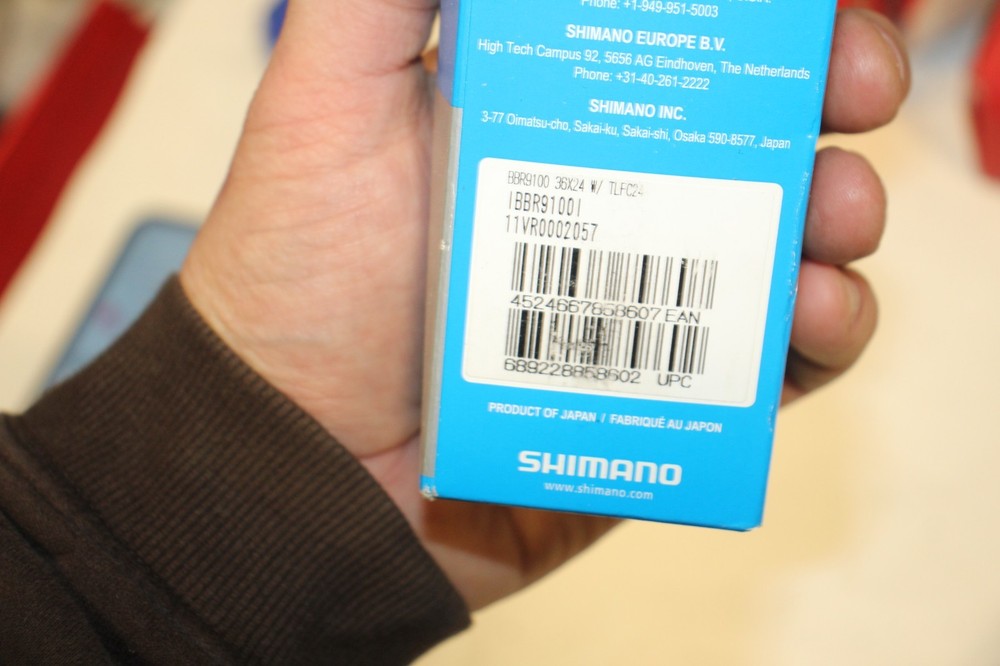 Phone: +1-949-951-5003
SHIMANO EUROPE B.V.
High Tech Campus 92, 5656 AG Eindhoven, The Netherlands
Phone: +31-40-261-2222
SHIMANO INC.
3-77 Oimatsu-cho, Sakai-ku, Sakai-shi, Osaka 590-8577, Japan
BBR9100 36X24 W/ TLFC24
|BBR9100|
11VR0002057
4524667858607 EAN
689228858602 UPC
PRODUCT OF JAPAN / FABRIQUÉ AU JAPON
SHIMANO
www.shimano.com